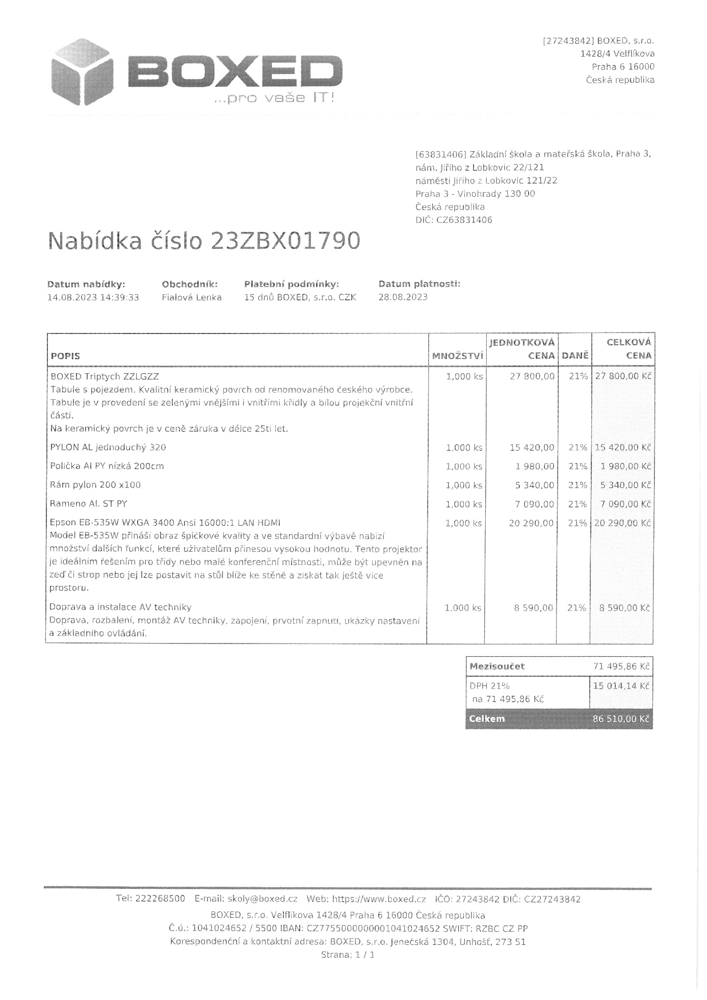 BOXED
...pro vaše IT!
[27243842] BOXED, s.r.o.
1428/4 Velflíkova
Praha 6 16000
Česká republika
[63831406] Základní škola a mateřská škola, Praha 3,
nám. Jiřího z Lobkovic 22/121
náměstí Jiřího z Lobkovic 121/22
Praha 3 - Vinohrady 130 00
Česká republika
DIČ: CZ63831406
Nabídka číslo 23ZBX01790
Datum nabídky: Obchodník: Platební podmínky: Datum platnosti:
14.08.2023 14:39:33 Fialová Lenka 15 dnů BOXED, s.r.o. CZK 28.08.2023
JEDNOTKOVÁ CELKOVÁ
POPIS MNOŽSTVÍ CENA DANĚ CENA
BOXED Triptych ZZLGZZ 1,000 ks 27 800,00 21% 27 800,00 Kč
Tabule s pojezdem. Kvalitní keramický povrch od renomovaného českého výrobce.
Tabule je v provedení se zelenými vnějšími i vnitřími křídly a bílou projekční vnitřní
částí.
Na keramický povrch je v ceně záruka v délce 25ti let.
PYLON AL jednoduchý 320 1,000 ks 15 420,00 21% 15 420,00 Kč
Polička Al PY nízká 200cm 1,000 ks 1 980,00 21% 1 980,00 Kč
Rám pylon 200 x100 1,000 ks 5 340,00 21% 5 340,00 Kč
Rameno Al. ST PY 1,000 ks 7 090,00 21% 7 090,00 Kč
Epson EB-535W WXGA 3400 Ansi 16000:1 LAN HDMI 1,000 ks 20 290,00 21% 20 290,00 Kč
Model EB-535W přináší obraz špičkové kvality a ve standardní výbavě nabízí
množství dalších funkcí, které uživatelům přinesou vysokou hodnotu. Tento projektor
je ideálním řešením pro třídy nebo malé konferenční místnosti, může být upevněn na
zeď či strop nebo jej lze postavit na stůl blíže ke stěně a získat tak ještě více
prostoru.
Doprava a instalace AV techniky 1,000 ks 8 590,00 21% 8 590,00 Kč
Doprava, rozbalení, montáž AV techniky, zapojení, prvotní zapnutí, ukázky nastavení
a základního ovládání.
Mezisoučet 71 495,86 Kč
DPH 21% 15 014,14 Kč
na 71 495,86 Kč
Celkem 86 510,00 Kč
Tel: 222268500 E-mail: skoly@boxed.cz Web: https://www.boxed.cz IČO: 27243842 DIČ: CZ27243842
BOXED, s.r.o. Velflíkova 1428/4 Praha 6 16000 Česká republika
Č.ú.: 1041024652 / 5500 IBAN: CZ7755000000001041024652 SWIFT: RZBC CZ PP
Korespondenční a kontaktní adresa: BOXED, s.r.o. Jenečská 1304, Unhošť, 273 51
Strana: 1 / 1